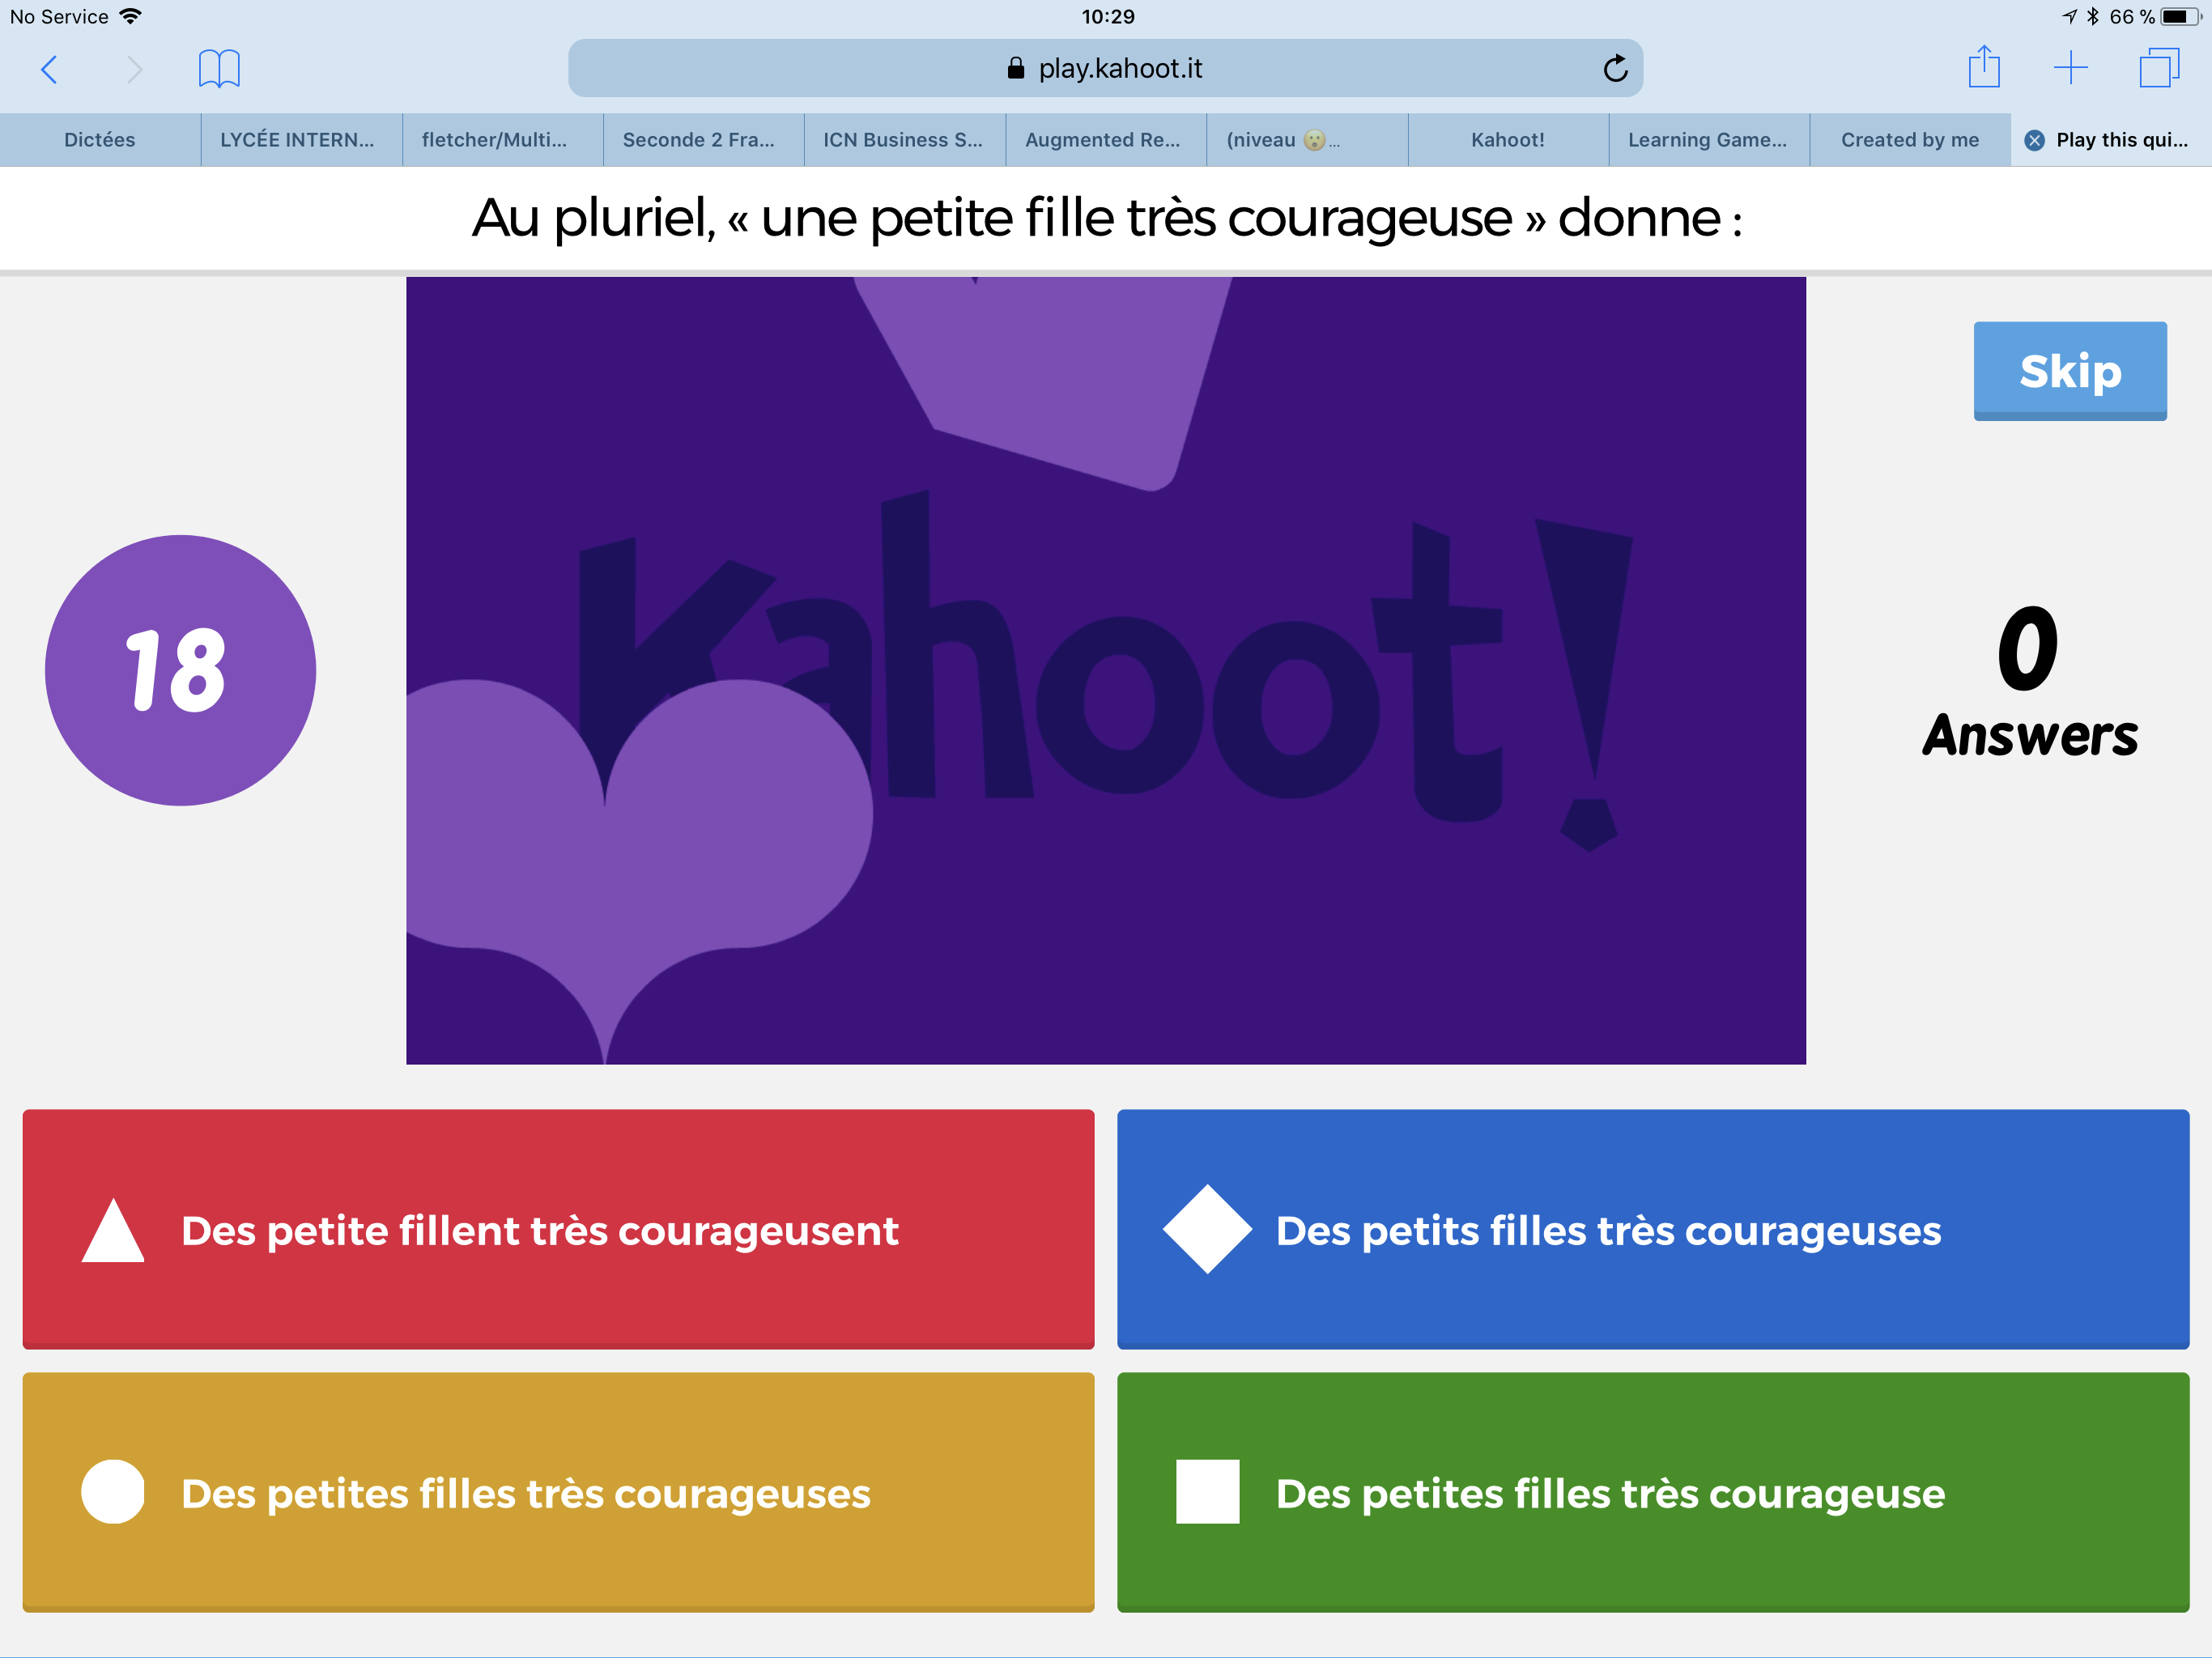 No Service 10:29 66 %
play.kahoot.it
Dictées LYCÉE INTERN... fletcher/Multi... Seconde 2 Fra... ICN Business S... Augmented Re... (niveau 😮... Kahoot! Learning Game... Created by me Play this qui...
Au pluriel, « une petite fille très courageuse » donne :
Skip
18
Kahoot!
0
Answers
Des petite fillent très courageusent
Des petits filles très courageuses
Des petites filles très courageuses
Des petites filles très courageuse